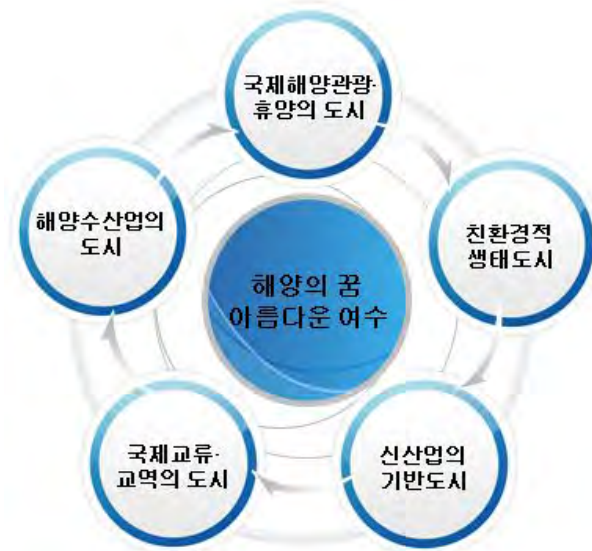 국제해양관광·
휴양의 도시
해양수산업의
도시
친환경적
생태도시
해양의 꿈
아름다운 여수
국제교류·
교역의 도시
신산업의
기반도시